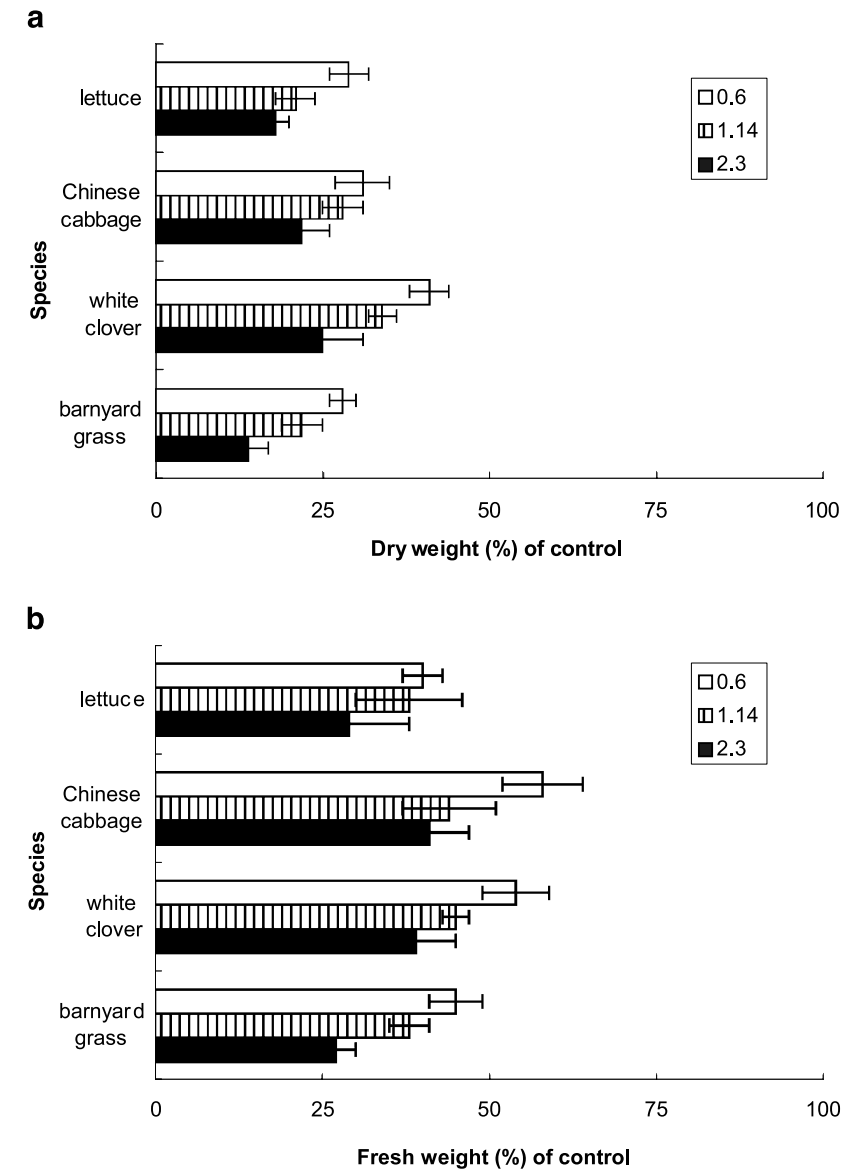 a
lettuce
Chinese
cabbage
white
clover
barnyard
grass
Species
0.6
1.14
2.3
0 25 50 75 100
Dry weight (%) of control
b
lettuce
Chinese
cabbage
white
clover
barnyard
grass
Species
0.6
1.14
2.3
0 25 50 75 100
Fresh weight (%) of control